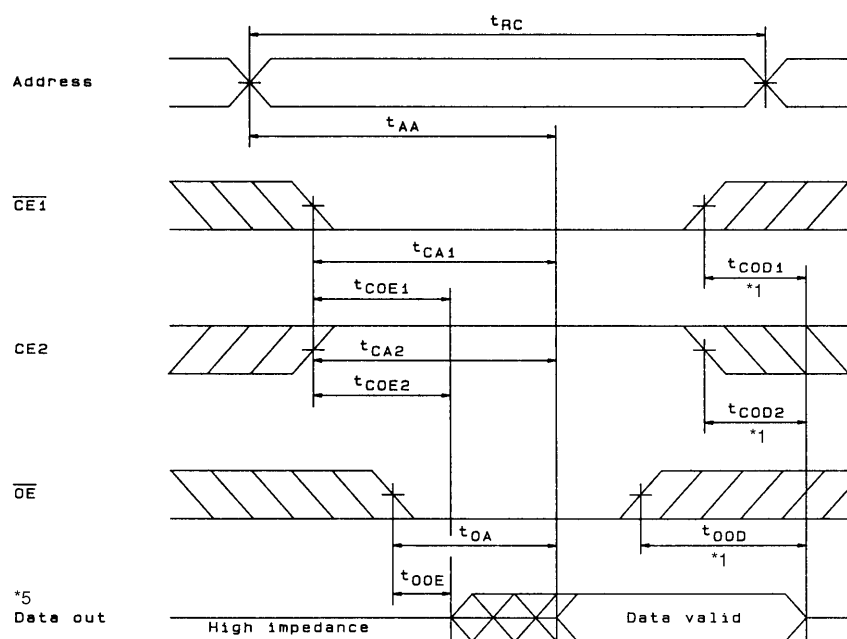 tRC
Address
tAA
CE1
tCA1
tCOD1
*1
tCOE1
CE2
tCA2
tCOE2
tCOD2
*1
OE
tOA
tOOD
*1
tOOE
*5
Data out
High impedance
Data valid